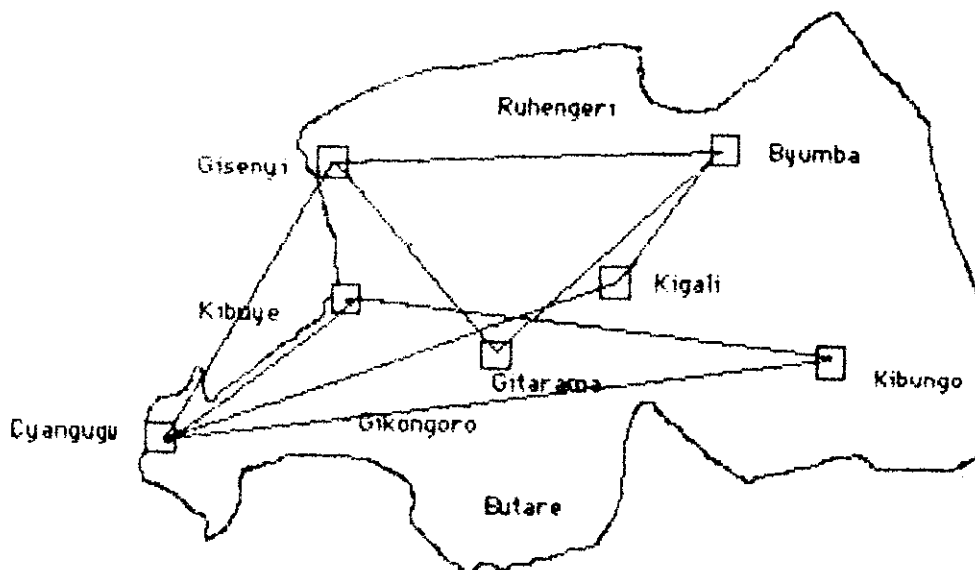 Ruhengeri
Gisenyi
Byumba
Kigali
Kibuye
Gitarama
Kibungo
Cyangugu
Gikongoro
Butare